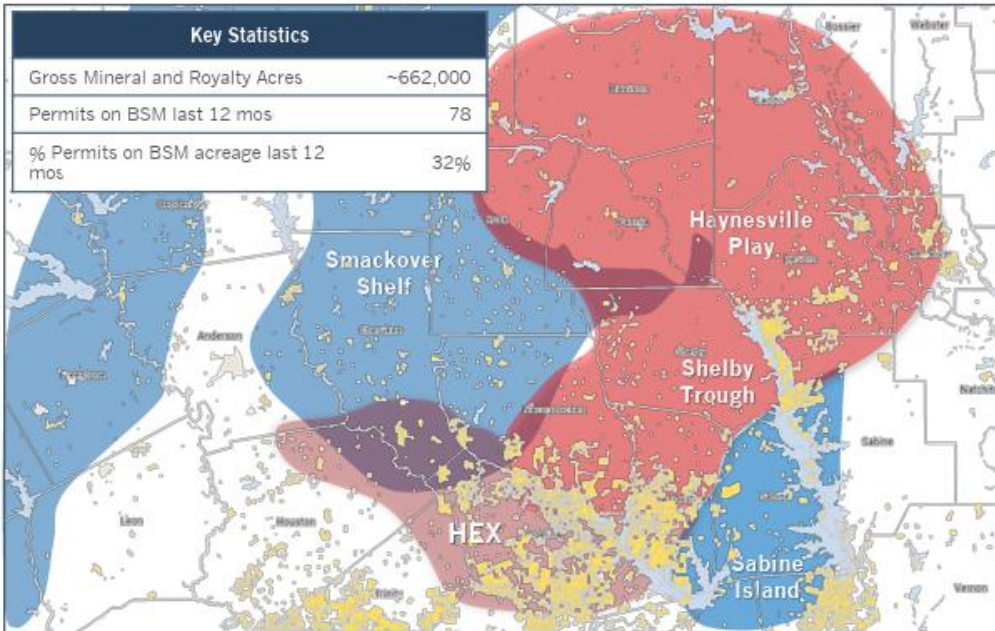 Key Statistics
Gross Mineral and Royalty Acres ~662,000
Permits on BSM last 12 mos 78
% Permits on BSM acreage last 12
mos 32%
Bossier
Webster
Haynesville
Play
Smackover
Shelf
Anderson
Shelby
Trough
Natchit
Sabine
Leon
Houston
HEX
Sabine
Island
Trinity
Vernon